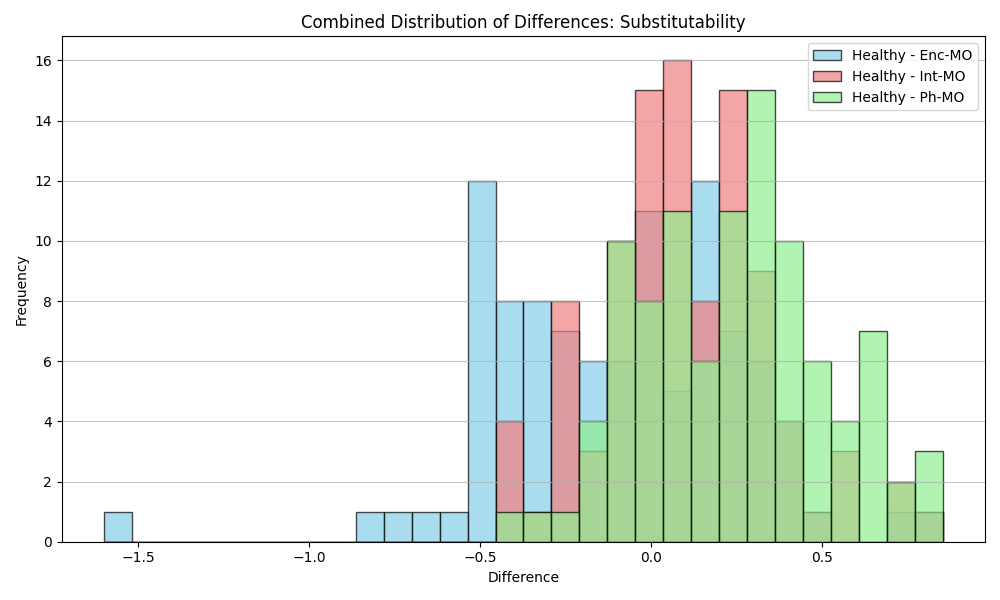 Combined Distribution of Differences: Substitutability
Healthy - Enc-MO
Healthy - Int-MO
Healthy - Ph-MO
Frequency
16
14
12
10
8
6
4
2
0
−1.5 −1.0 −0.5 0.0 0.5
Difference